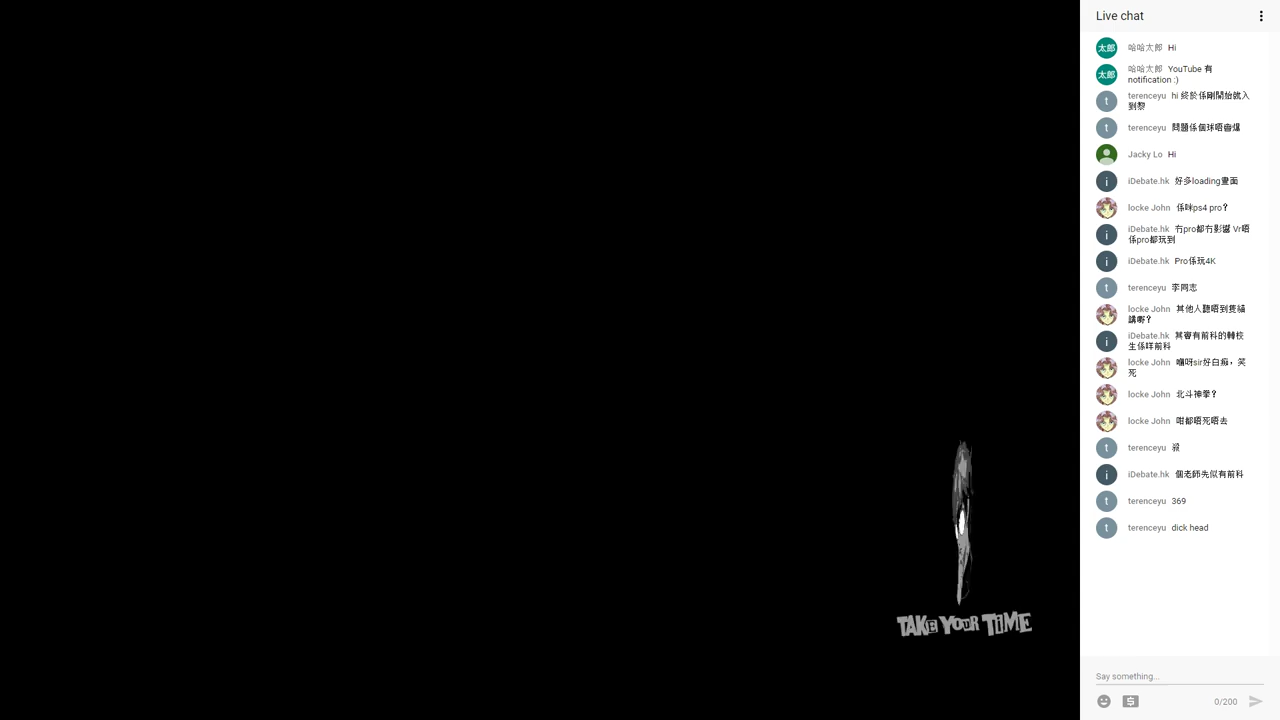 Live chat
太郎 哈哈太郎 Hi
太郎 哈哈太郎 YouTube 有
notification :)
t terenceyu hi 終於係剛開始就入
到黎
t terenceyu 問題係個球唔識爆
Jacky Lo Hi
i iDebate.hk 好多loading畫面
locke John 係咪ps4 pro?
i iDebate.hk 冇pro都冇影響 Vr唔
係pro都玩到
i iDebate.hk Pro係玩4K
t terenceyu 李同志
locke John 其他人聽唔到隻貓
講嘢?
i iDebate.hk 其實有前科的轉校
生係咩前科
locke John 嗰呀sir好白痴，笑
死
locke John 北斗神拳?
locke John 咁都唔死唔去
t terenceyu
i iDebate.hk 個老師先似有前科
t terenceyu 369
t terenceyu dick head
TAKE YOUR TIME
Say something...
0/200